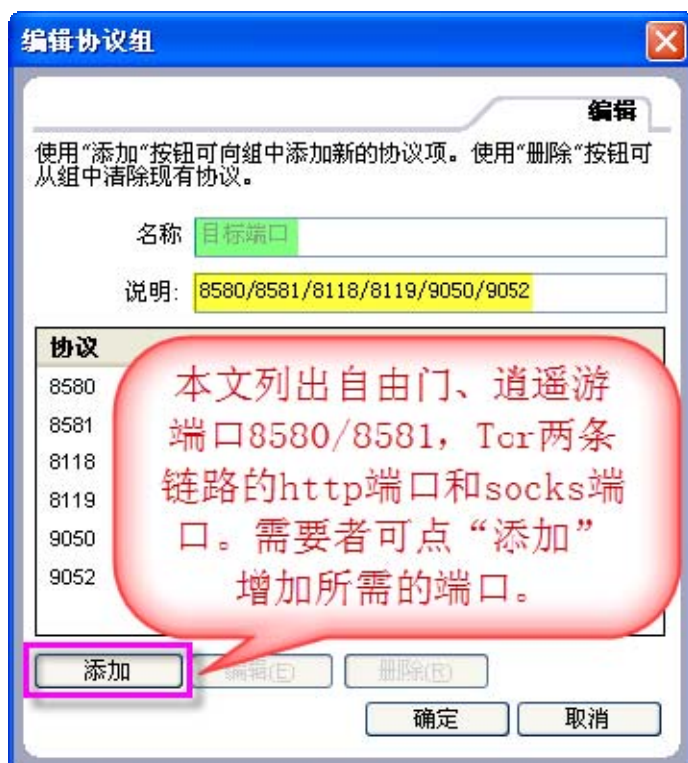 编辑协议组
编辑
使用“添加”按钮可向组中添加新的协议项。使用“删除”按钮可
从组中清除现有协议。
名称 目标端口
说明: 8580/8581/8118/8119/9050/9052
协议
8580
8581
8118
8119
9050
9052
本文列出自由门、逍遥游
端口8580/8581，Tor两条
链路的http端口和socks端
口。需要者可点“添加”
增加所需的端口。
添加 编辑(E) 删除(R)
确定 取消